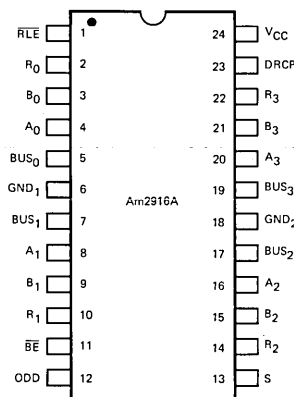 R̅L̅E̅ 1 24 VCC
R0 2 23 DRCP
B0 3 22 R3
A0 4 21 B3
BUS0 5 20 A3
GND1 6 Am2916A 19 BUS3
BUS1 7 18 GND2
A1 8 17 BUS2
B1 9 16 A2
R1 10 15 B2
B̅E̅ 11 14 R2
ODD 12 13 S